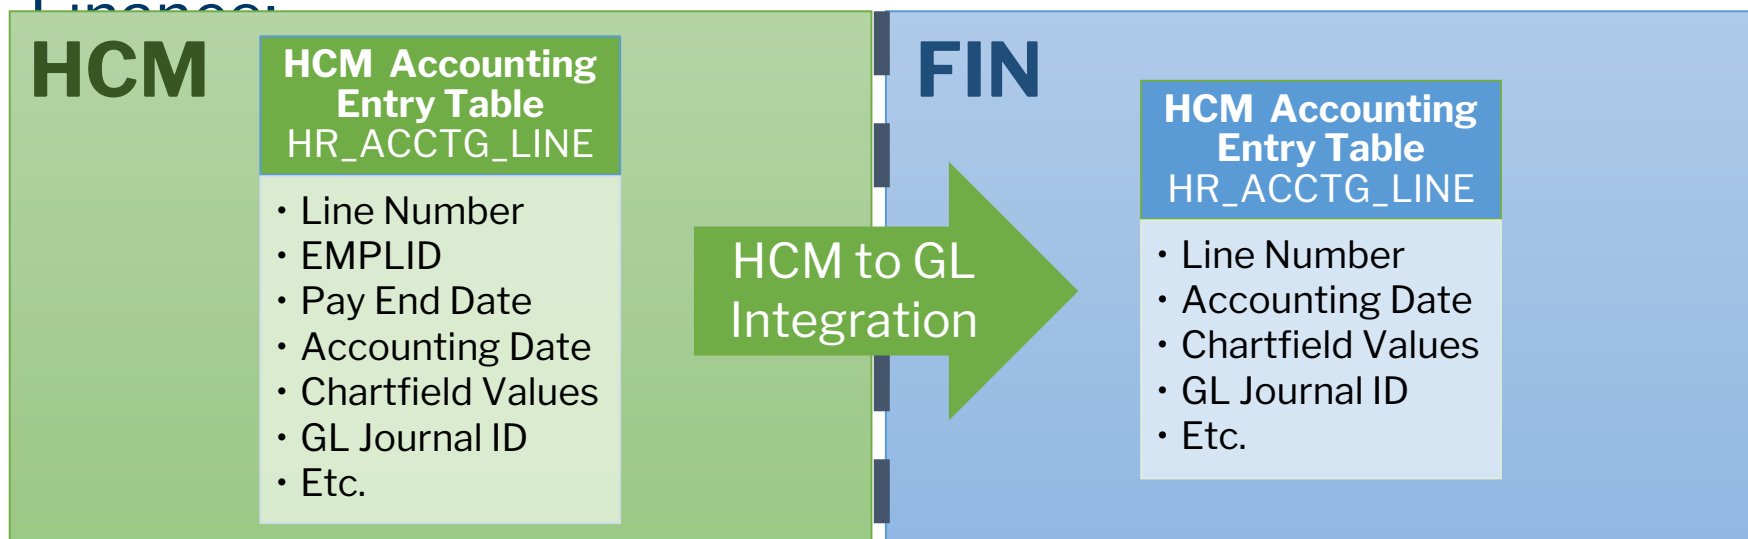 Finance:
HCM
HCM Accounting
Entry Table
HR_ACCTG_LINE
• Line Number
• EMPLID
• Pay End Date
• Accounting Date
• Chartfield Values
• GL Journal ID
• Etc.
HCM to GL
Integration
FIN
HCM Accounting
Entry Table
HR_ACCTG_LINE
• Line Number
• Accounting Date
• Chartfield Values
• GL Journal ID
• Etc.